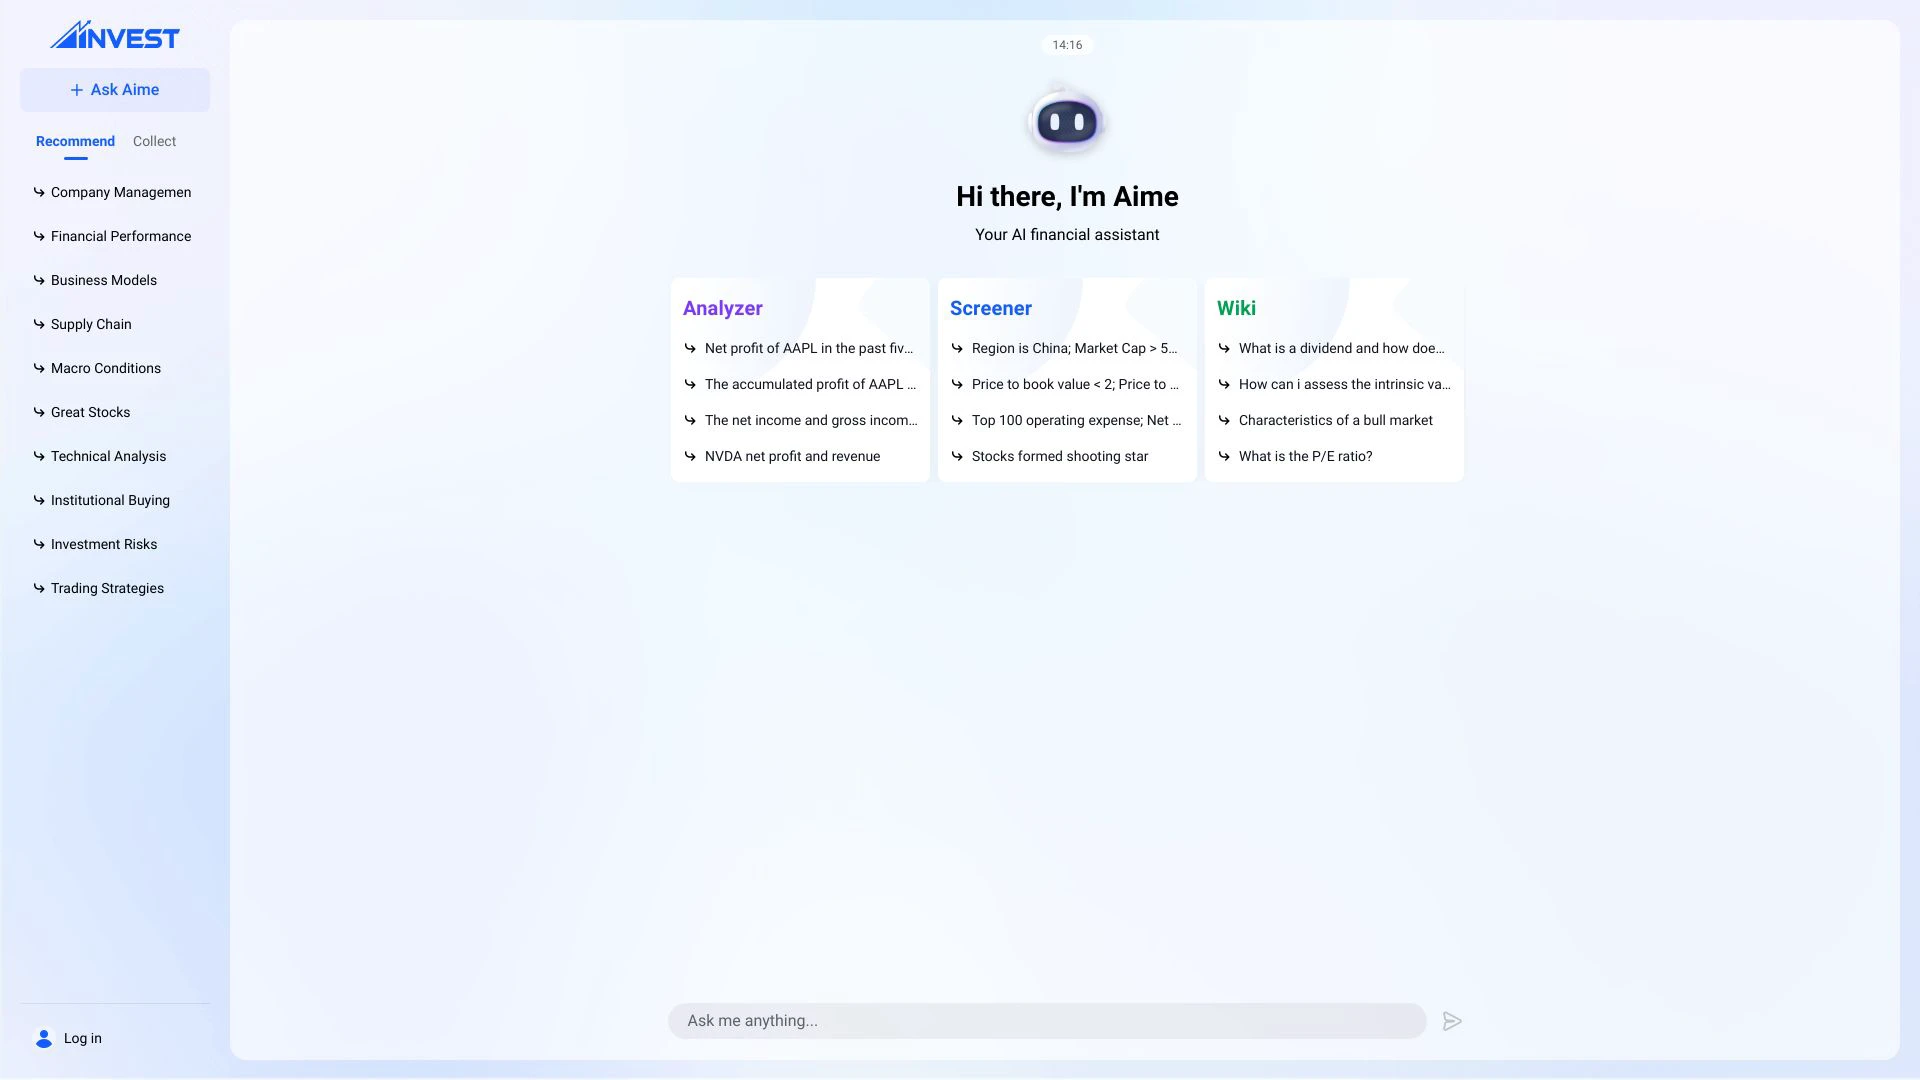 AINVEST
Ask Aime
Recommend
Collect
Company Managemen
Financial Performance
Business Models
Supply Chain
Macro Conditions
Great Stocks
Technical Analysis
Institutional Buying
Investment Risks
Trading Strategies
Log in
14:16
Hi there, I'm Aime
Your AI financial assistant
Analyzer
Net profit of AAPL in the past fiv...
The accumulated profit of AAPL ...
The net income and gross incom...
NVDA net profit and revenue
Screener
Region is China; Market Cap > 5...
Price to book value < 2; Price to ...
Top 100 operating expense; Net ...
Stocks formed shooting star
Wiki
What is a dividend and how doe...
How can i assess the intrinsic va...
Characteristics of a bull market
What is the P/E ratio?
Ask me anything...